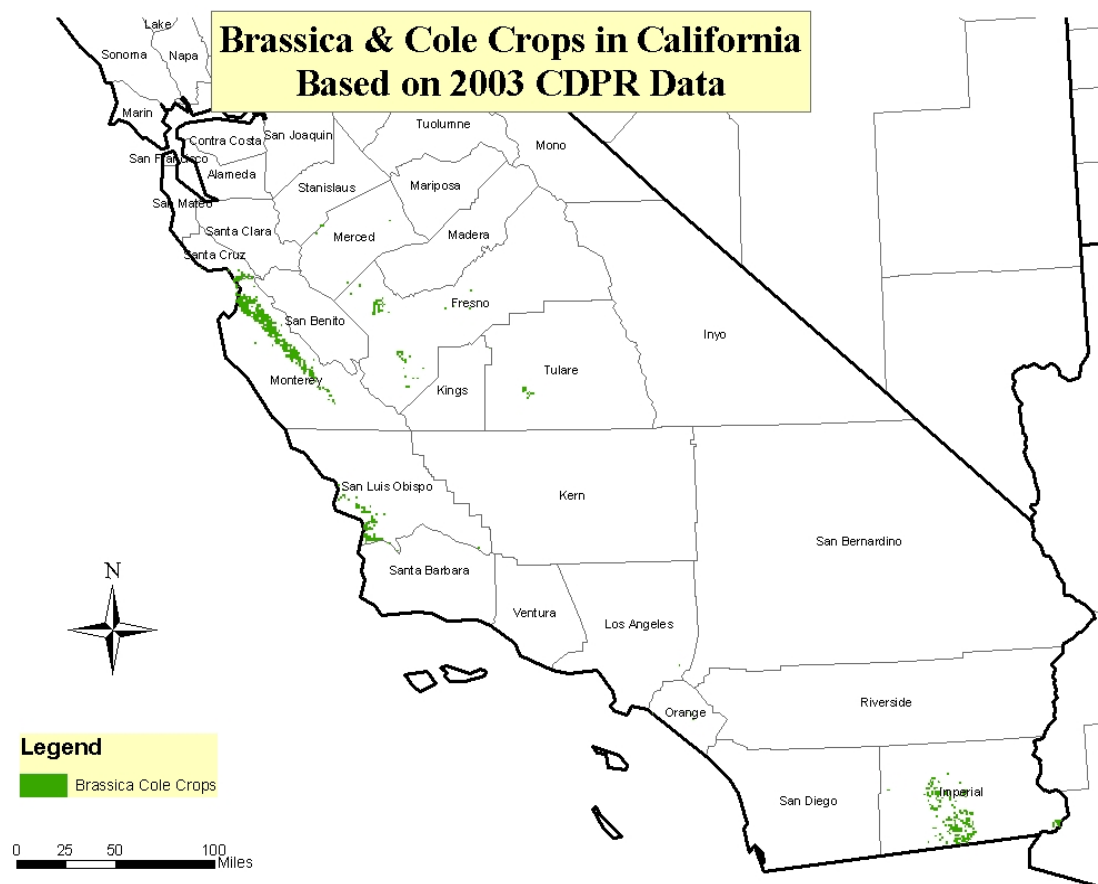 Brassica & Cole Crops in California
Based on 2003 CDPR Data
Lake
Sonoma
Napa
Marin
Contra Costa
San Joaquin
Tuolumne
Mono
San Francisco
Alameda
Stanislaus
Mariposa
San Mateo
Santa Clara
Merced
Madera
Santa Cruz
San Benito
Fresno
Inyo
Monterey
Kings
Tulare
San Luis Obispo
Kern
San Bernardino
Santa Barbara
Ventura
Los Angeles
Orange
Riverside
San Diego
Imperial
N
Legend
Brassica Cole Crops
0 25 50 100
Miles